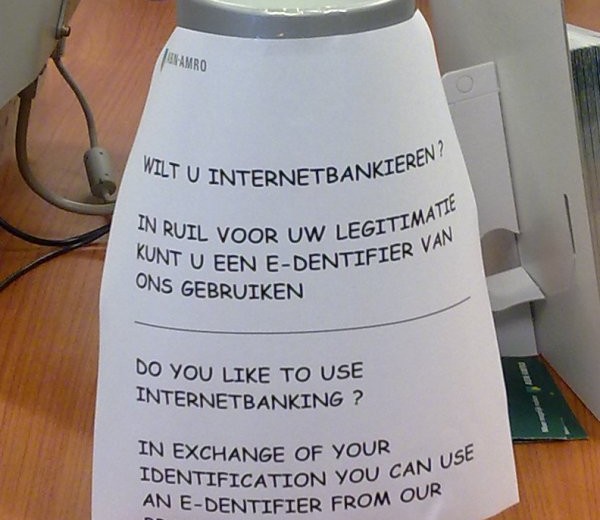 ABN·AMRO
WILT U INTERNETBANKIEREN?
IN RUIL VOOR UW LEGITIMATIE
KUNT U EEN E-DENTIFIER VAN
ONS GEBRUIKEN
DO YOU LIKE TO USE
INTERNETBANKING ?
IN EXCHANGE OF YOUR
IDENTIFICATION YOU CAN USE
AN E-DENTIFIER FROM OUR